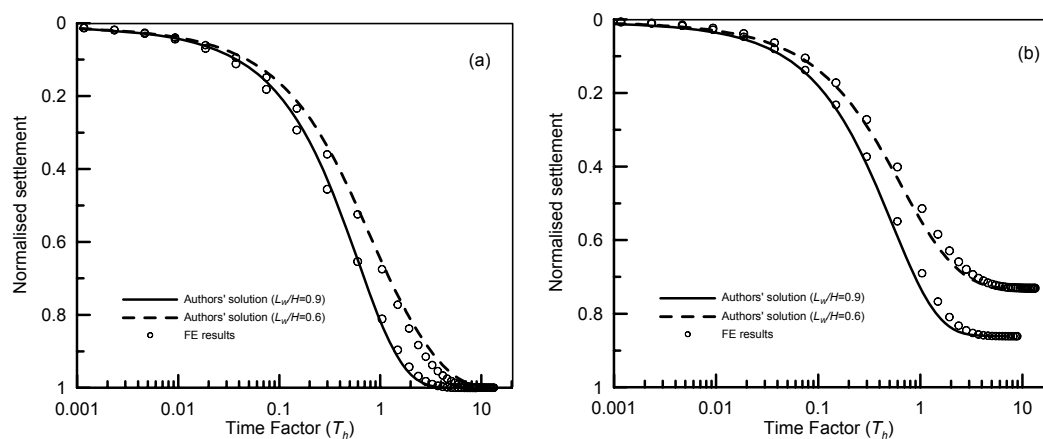 (a)
Normalised settlement
0
0.2
0.4
0.6
0.8
1
Authors' solution (L_W/H=0.9)
Authors' solution (L_W/H=0.6)
FE results
0.001 0.01 0.1 1 10
Time Factor (T_h)
(b)
Normalised settlement
0
0.2
0.4
0.6
0.8
1
Authors' solution (L_W/H=0.9)
Authors' solution (L_W/H=0.6)
FE results
0.001 0.01 0.1 1 10
Time Factor (T_h)